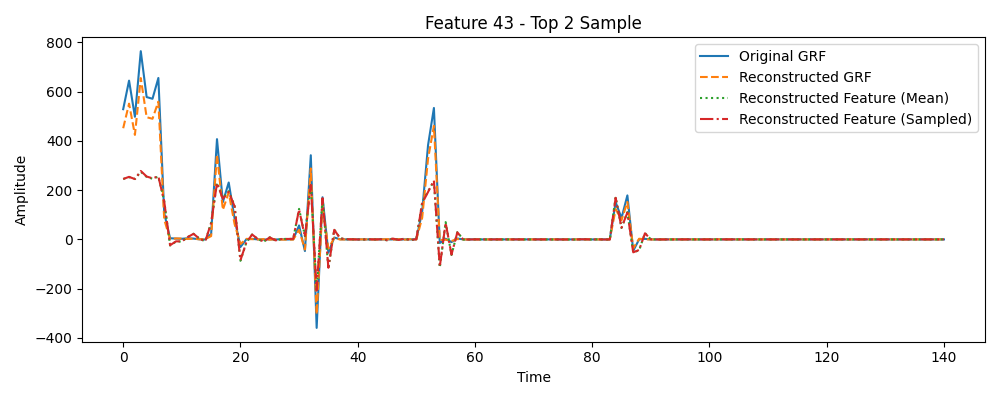 Feature 43 - Top 2 Sample
Original GRF
Reconstructed GRF
Reconstructed Feature (Mean)
Reconstructed Feature (Sampled)
800
600
400
200
0
−200
−400
Amplitude
0 20 40 60 80 100 120 140
Time